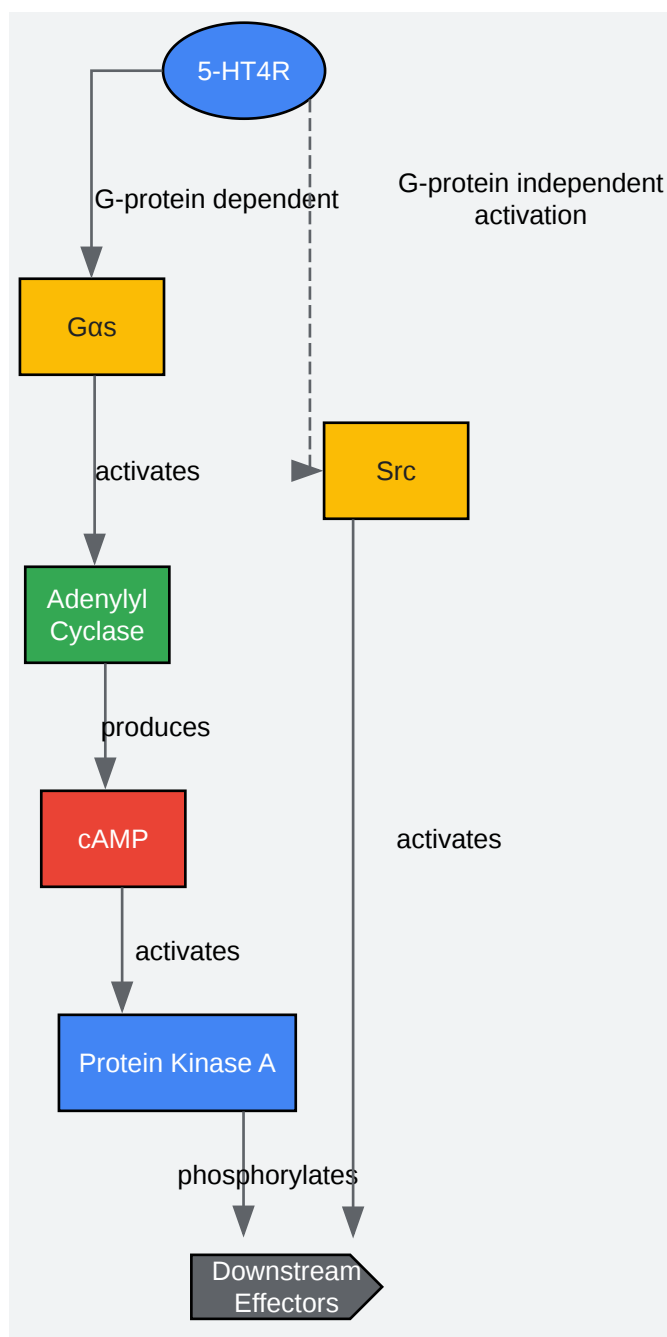 5-HT4R
G-protein dependent
G-protein independent
activation
Gαs
activates
Src
Adenylyl
Cyclase
produces
cAMP
activates
activates
Protein Kinase A
phosphorylates
Downstream
Effectors